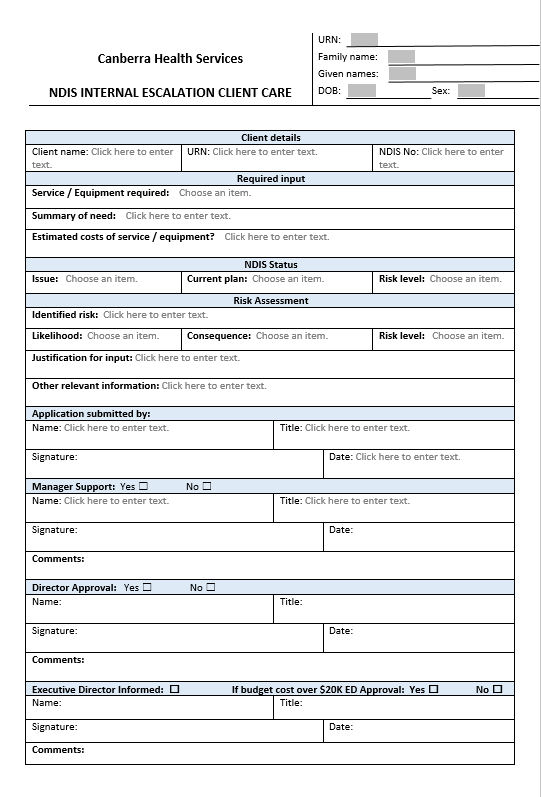 Canberra Health Services
NDIS INTERNAL ESCALATION CLIENT CARE
URN:
Family name:
Given names:
DOB: Sex:
Client details
Client name: Click here to enter text.
URN: Click here to enter text.
NDIS No: Click here to enter text.
Required input
Service / Equipment required: Choose an item.
Summary of need: Click here to enter text.
Estimated costs of service / equipment? Click here to enter text.
NDIS Status
Issue: Choose an item. Current plan: Choose an item. Risk level: Choose an item.
Risk Assessment
Identified risk: Click here to enter text.
Likelihood: Choose an item. Consequence: Choose an item. Risk level: Choose an item.
Justification for input: Click here to enter text.
Other relevant information: Click here to enter text.
Application submitted by:
Name: Click here to enter text. Title: Click here to enter text.
Signature: Date: Click here to enter text.
Manager Support: Yes ☐ No ☐
Name: Click here to enter text. Title: Click here to enter text.
Signature: Date:
Comments:
Director Approval: Yes ☐ No ☐
Name: Title:
Signature: Date:
Comments:
Executive Director Informed: ☐ If budget cost over $20K ED Approval: Yes ☐ No ☐
Name: Title:
Signature: Date:
Comments: